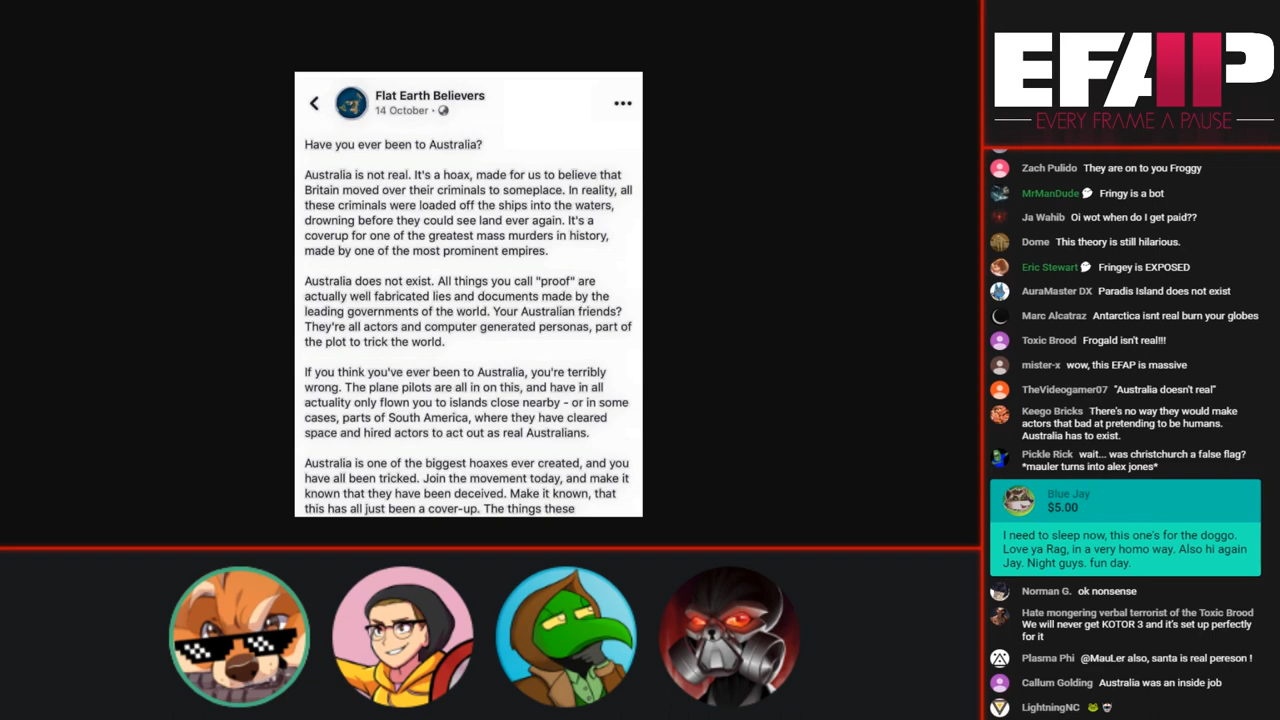 Flat Earth Believers
14 October ·
Have you ever been to Australia?
Australia is not real. It's a hoax, made for us to believe that
Britain moved over their criminals to someplace. In reality, all
these criminals were loaded off the ships into the waters,
drowning before they could see land ever again. It's a
coverup for one of the greatest mass murders in history,
made by one of the most prominent empires.
Australia does not exist. All things you call "proof" are
actually well fabricated lies and documents made by the
leading governments of the world. Your Australian friends?
They're all actors and computer generated personas, part of
the plot to trick the world.
If you think you've ever been to Australia, you're terribly
wrong. The plane pilots are all in on this, and have in all
actuality only flown you to islands close nearby - or in some
cases, parts of South America, where they have cleared
space and hired actors to act out as real Australians.
Australia is one of the biggest hoaxes ever created, and you
have all been tricked. Join the movement today, and make it
known that they have been deceived. Make it known, that
this has all just been a cover-up. The things these
EFAP
EVERY FRAME A PAUSE
Zach Pulido They are on to you Froggy
MrManDude Fringy is a bot
Ja Wahib Oi wot when do I get paid??
Dome This theory is still hilarious.
Eric Stewart Fringey is EXPOSED
AuraMaster DX Paradis Island does not exist
Marc Alcatraz Antarctica isnt real burn your globes
Toxic Brood Frogald isn't real!!!
mister-x wow, this EFAP is massive
TheVideogamer07 "Australia doesn't real"
Keego Bricks There's no way they would make
actors that bad at pretending to be humans.
Australia has to exist.
Pickle Rick wait... was christchurch a false flag?
*mauler turns into alex jones*
Blue Jay
$5.00
I need to sleep now, this one's for the doggo.
Love ya Rag, in a very homo way. Also hi again
Jay. Night guys. fun day.
Norman G. ok nonsense
Hate mongering verbal terrorist of the Toxic Brood
We will never get KOTOR 3 and it's set up perfectly
for it
Plasma Phi @MauLer also, santa is real pereson !
Callum Golding Australia was an inside job
LightningNC